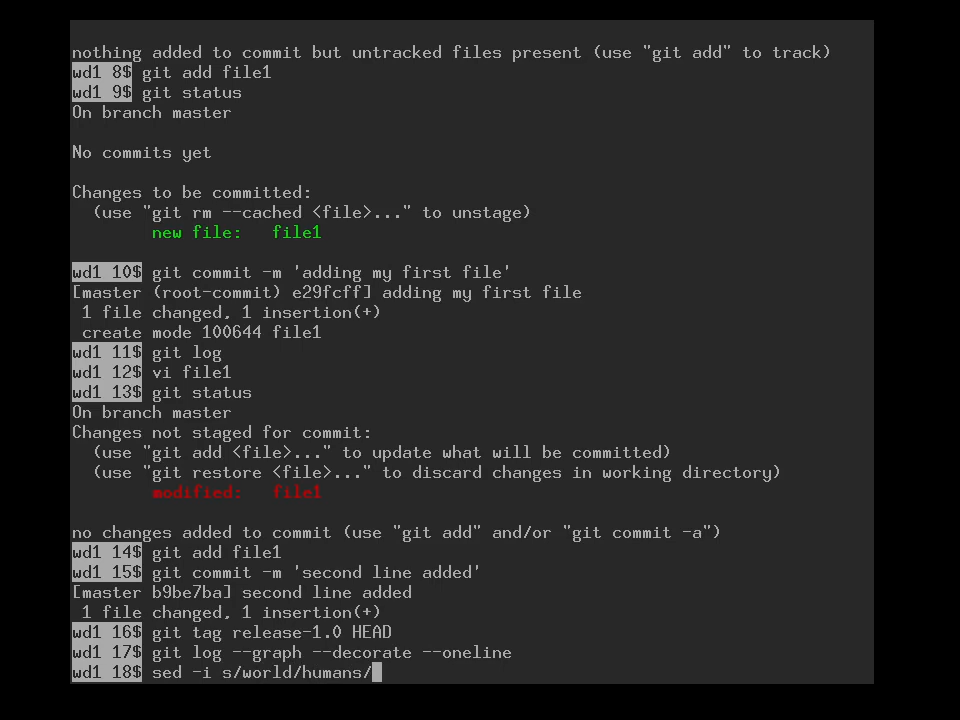 nothing added to commit but untracked files present (use "git add" to track)
wd1 8$ git add file1
wd1 9$ git status
On branch master
No commits yet
Changes to be committed:
(use "git rm --cached <file>..." to unstage)
new file: file1
wd1 10$ git commit -m 'adding my first file'
[master (root-commit) e29fcff] adding my first file
1 file changed, 1 insertion(+)
create mode 100644 file1
wd1 11$ git log
wd1 12$ vi file1
wd1 13$ git status
On branch master
Changes not staged for commit:
(use "git add <file>..." to update what will be committed)
(use "git restore <file>..." to discard changes in working directory)
modified: file1
no changes added to commit (use "git add" and/or "git commit -a")
wd1 14$ git add file1
wd1 15$ git commit -m 'second line added'
[master b9be7ba] second line added
1 file changed, 1 insertion(+)
wd1 16$ git tag release-1.0 HEAD
wd1 17$ git log --graph --decorate --oneline
wd1 18$ sed -i s/world/humans/